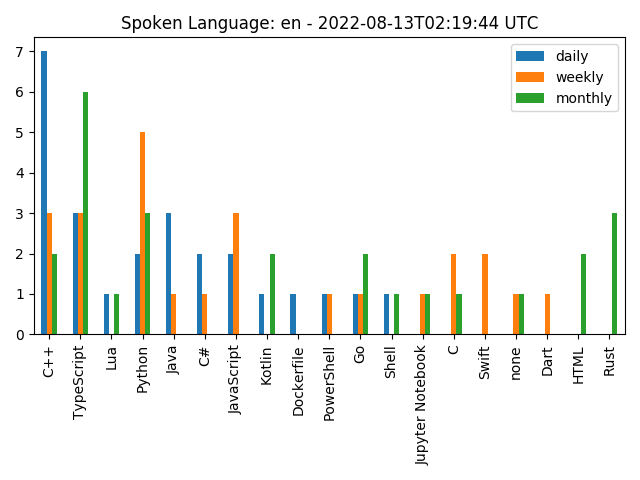 Spoken Language: en - 2022-08-13T02:19:44 UTC
daily
weekly
monthly
7
6
5
4
3
2
1
0
C++
TypeScript
Lua
Python
Java
C#
JavaScript
Kotlin
Dockerfile
PowerShell
Go
Shell
Jupyter Notebook
C
Swift
none
Dart
HTML
Rust